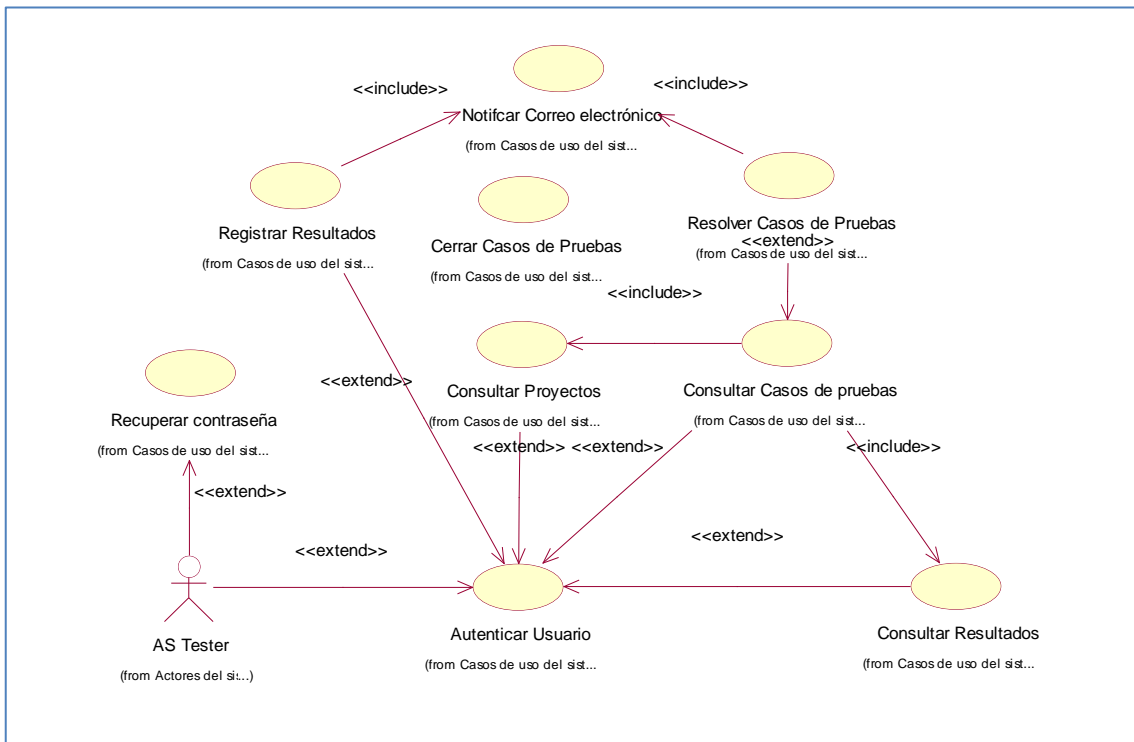 <<include>>
<<include>>
Notifcar Correo electrónico
(from Casos de uso del sist...
Registrar Resultados
(from Casos de uso del sist...
Cerrar Casos de Pruebas
(from Casos de uso del sist...
Resolver Casos de Pruebas
<<extend>>
(from Casos de uso del sist...
<<include>>
<<extend>>
Consultar Proyectos
(from Casos de uso del sist...
Consultar Casos de pruebas
(from Casos de uso del sist...
Recuperar contraseña
(from Casos de uso del sist...
<<extend>>
<<extend>>
<<include>>
<<extend>>
<<extend>>
<<extend>>
AS Tester
(from Actores del si:...)
Autenticar Usuario
(from Casos de uso del sist...
Consultar Resultados
(from Casos de uso del sist...